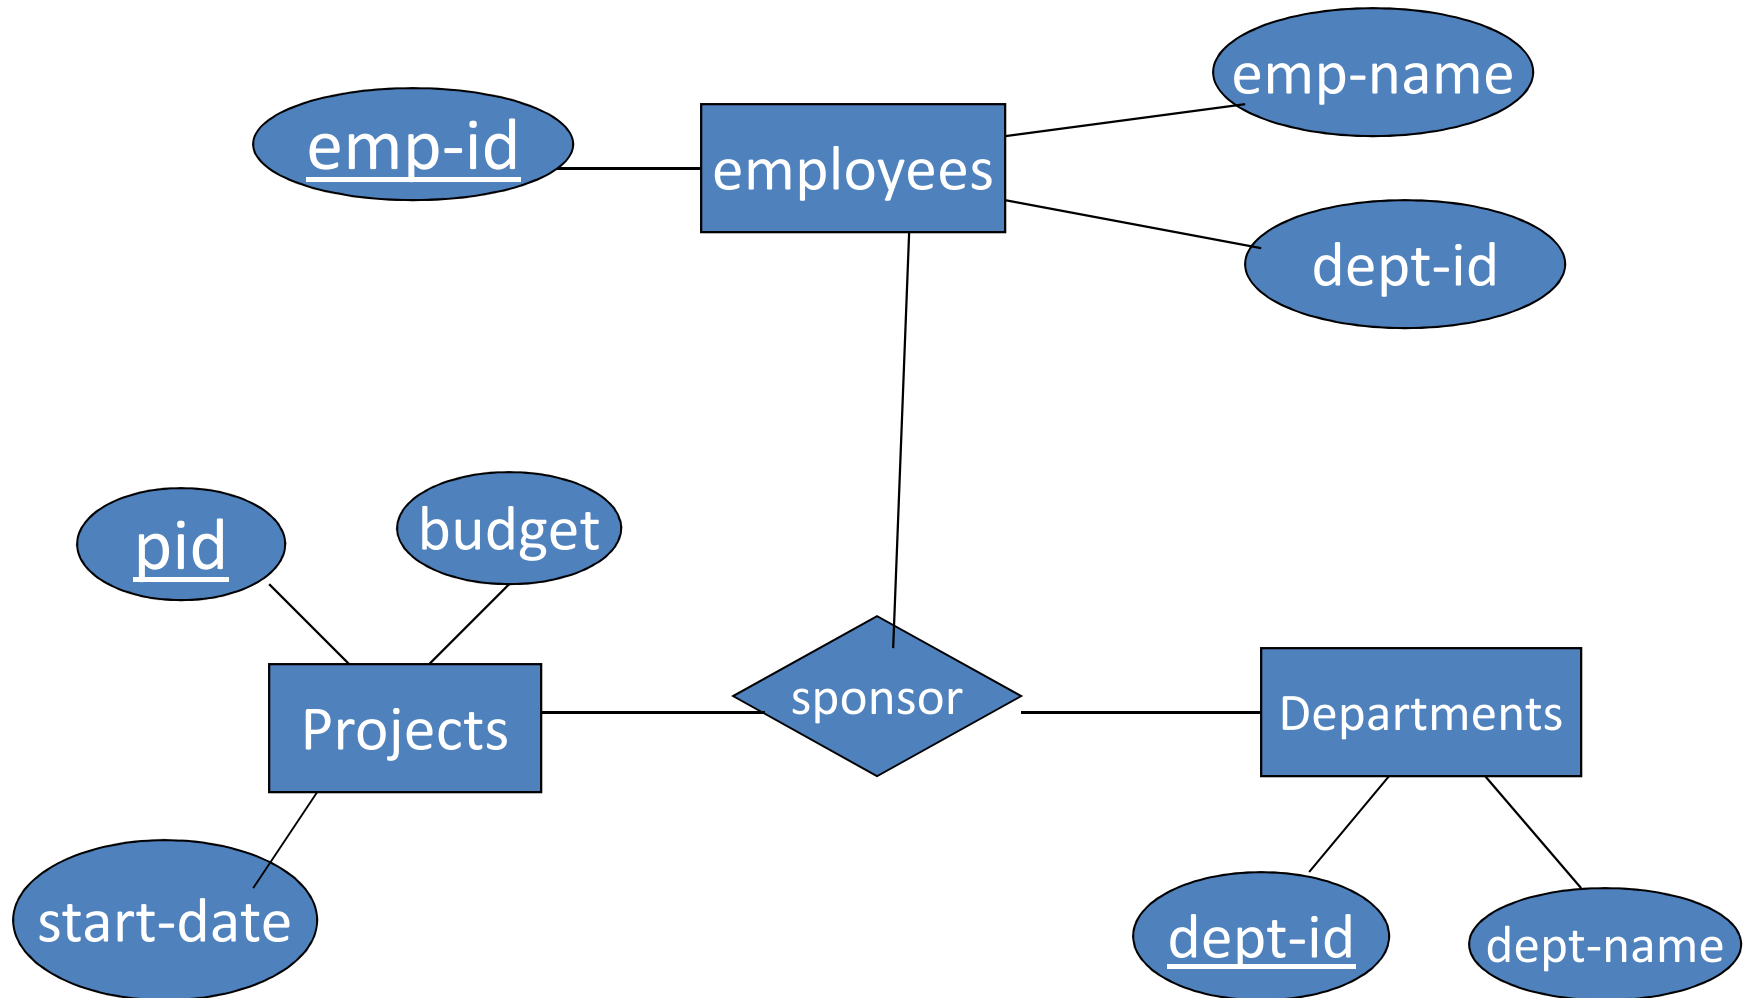 emp-name
emp-id
employees
dept-id
pid
budget
sponsor
Projects
Departments
start-date
dept-id
dept-name